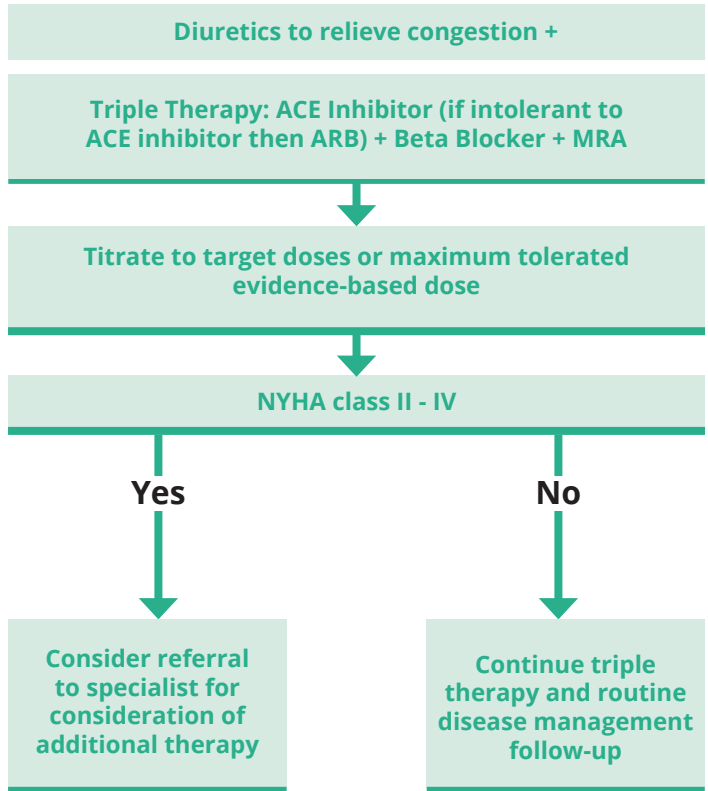 Diuretics to relieve congestion +
Triple Therapy: ACE Inhibitor (if intolerant to
ACE inhibitor then ARB) + Beta Blocker + MRA
Titrate to target doses or maximum tolerated
evidence-based dose
NYHA class II - IV
Yes
No
Consider referral
to specialist for
consideration of
additional therapy
Continue triple
therapy and routine
disease management
follow-up